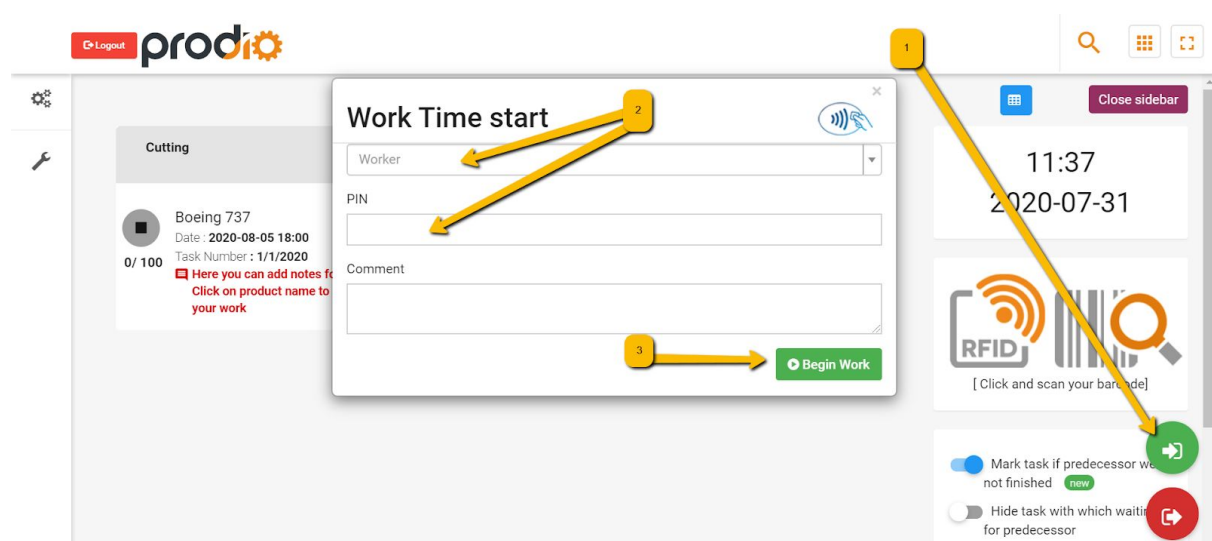 Logout
prodio
1
Close sidebar
Work Time start
×
2
Worker
PIN
Comment
3
Begin Work
Cutting
Boeing 737
Date : 2020-08-05 18:00
Task Number : 1/1/2020
0/ 100
Here you can add notes fo
Click on product name to
your work
11:37
2020-07-31
RFID
[ Click and scan your barcode]
Mark task if predecessor we
not finished new
Hide task with which waitin
for predecessor